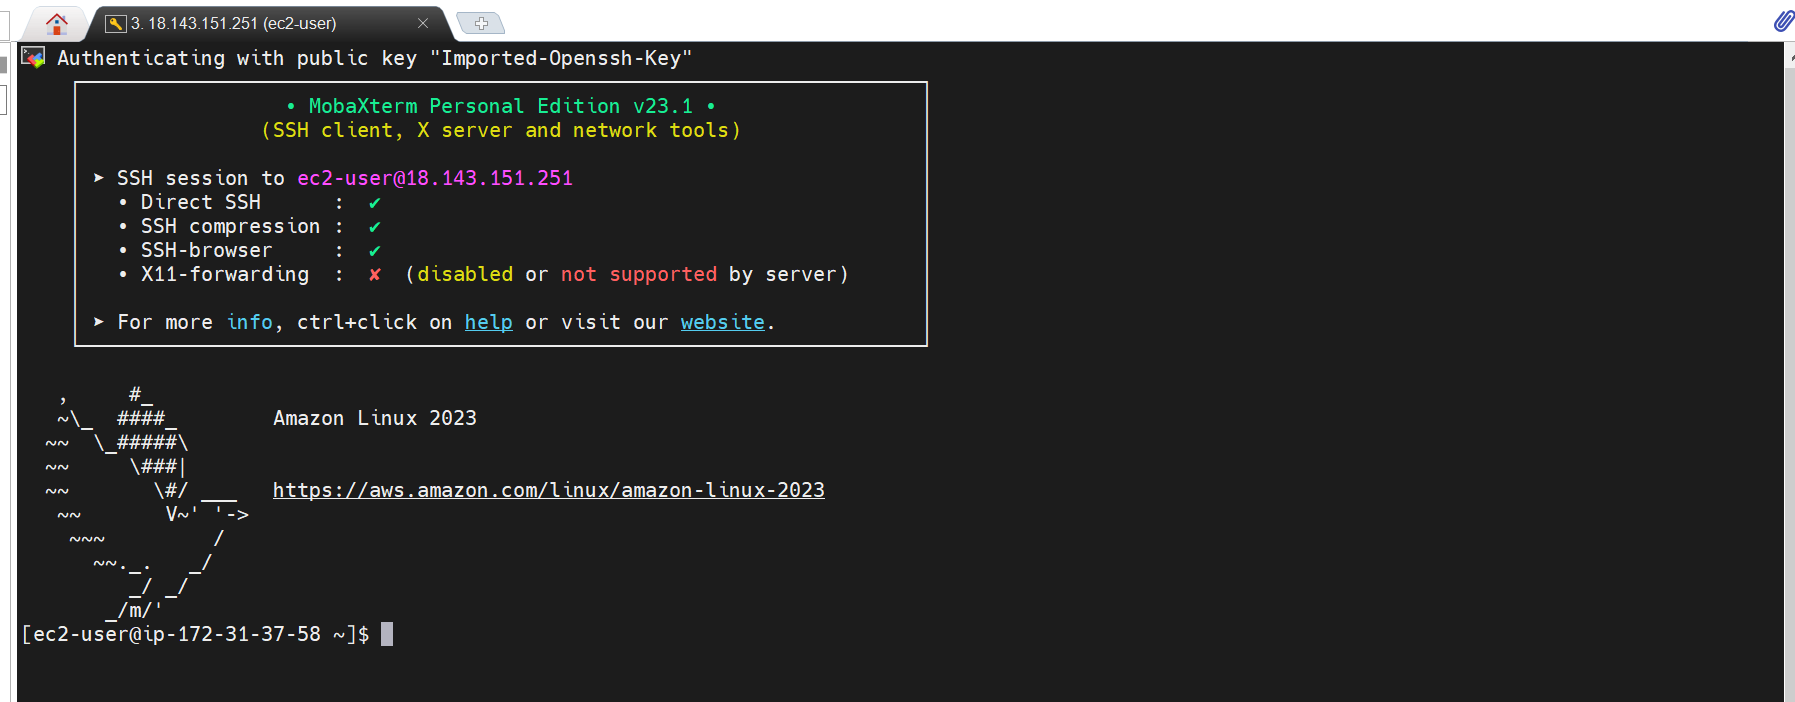 3. 18.143.151.251 (ec2-user)
Authenticating with public key "Imported-Openssh-Key"
• MobaXterm Personal Edition v23.1 •
(SSH client, X server and network tools)
➤ SSH session to ec2-user@18.143.151.251
• Direct SSH      :  ✔
• SSH compression :  ✔
• SSH-browser     :  ✔
• X11-forwarding  :  ✘  (disabled or not supported by server)
➤ For more info, ctrl+click on help or visit our website.
   ,     #_
   ~\_  ####_        Amazon Linux 2023
  ~~  \_#####\
  ~~     \###|
  ~~       \#/ ___   https://aws.amazon.com/linux/amazon-linux-2023
   ~~       V~' '->
    ~~~         /
      ~~._.   _/
         _/ _/
       _/m/'
[ec2-user@ip-172-31-37-58 ~]$